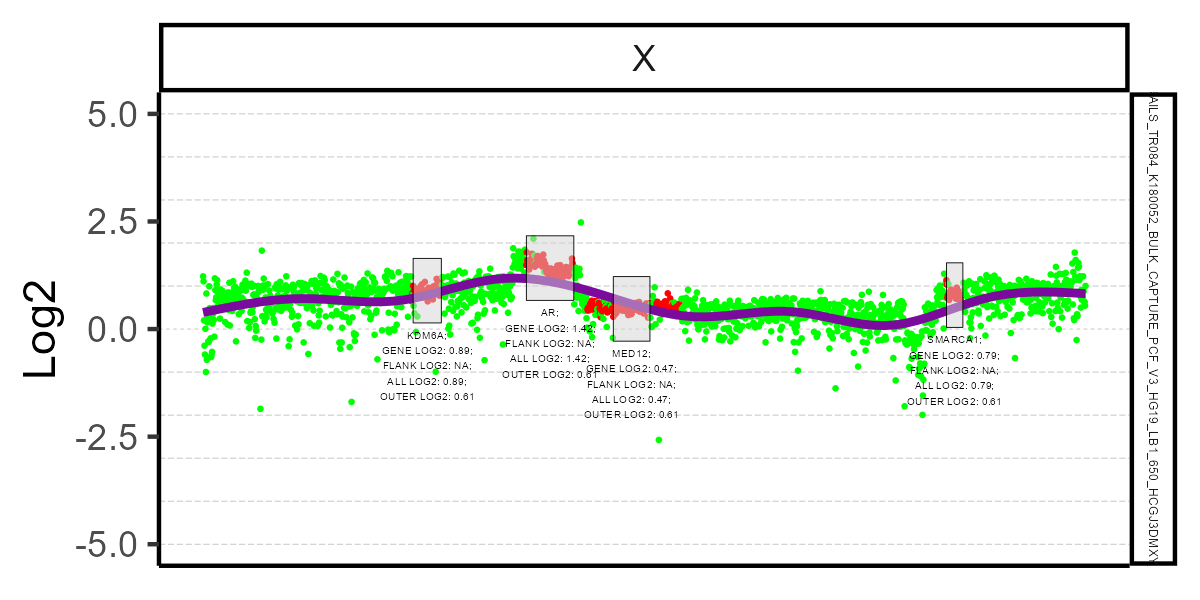 X
5.0
2.5
0.0
-2.5
-5.0
Log2
KDM6A;
GENE LOG2: 0.89;
FLANK LOG2: NA;
ALL LOG2: 0.89;
OUTER LOG2: 0.61
AR;
GENE LOG2: 1.42;
FLANK LOG2: NA;
ALL LOG2: 1.42;
OUTER LOG2: 0.61
MED12;
GENE LOG2: 0.47;
FLANK LOG2: NA;
ALL LOG2: 0.47;
OUTER LOG2: 0.61
SMARCA1;
GENE LOG2: 0.79;
FLANK LOG2: NA;
ALL LOG2: 0.79;
OUTER LOG2: 0.61
AILS_TR084_K180052_BULK_CAPTURE_PCF_V3_HG19_LB1_650_HCGJ3DMXY